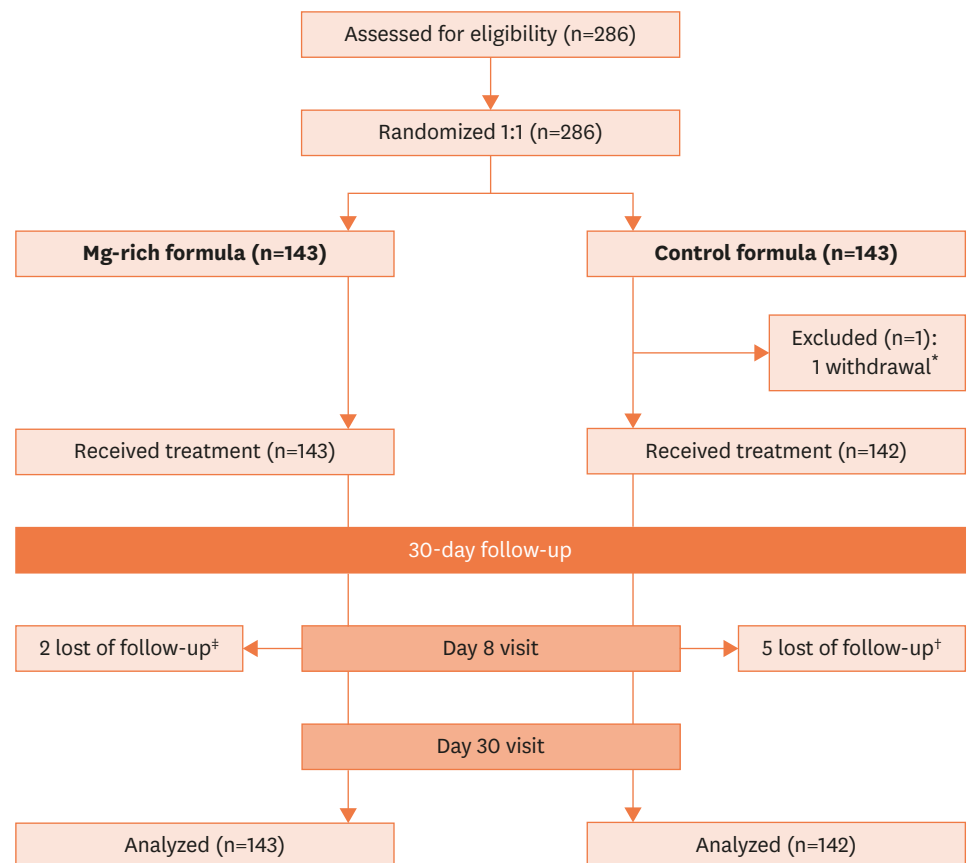 Assessed for eligibility (n=286)
Randomized 1:1 (n=286)
Mg-rich formula (n=143)
Control formula (n=143)
Excluded (n=1):
1 withdrawal*
Received treatment (n=143)
Received treatment (n=142)
30-day follow-up
2 lost of follow-up‡
Day 8 visit
5 lost of follow-up†
Day 30 visit
Analyzed (n=143)
Analyzed (n=142)